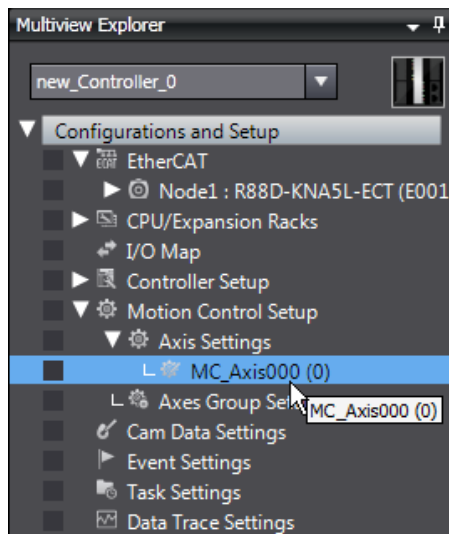 Multiview Explorer
new_Controller_0
Configurations and Setup
EtherCAT
Node1 : R88D-KNA5L-ECT (E001
CPU/Expansion Racks
I/O Map
Controller Setup
Motion Control Setup
Axis Settings
MC_Axis000 (0)
Axes Group Se
MC_Axis000 (0)
Cam Data Settings
Event Settings
Task Settings
Data Trace Settings